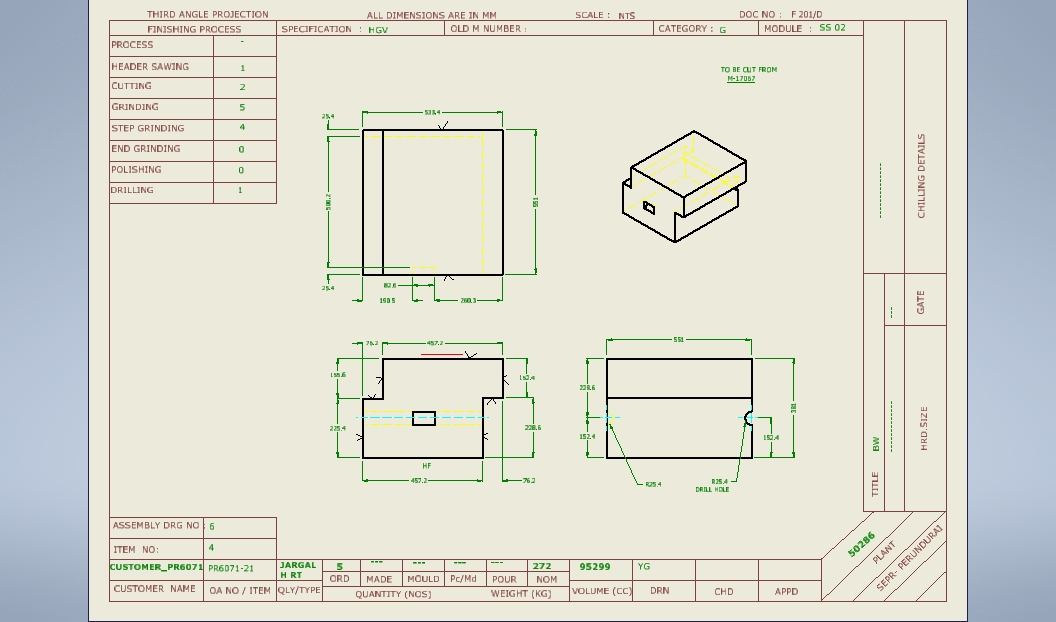 THIRD ANGLE PROJECTION ALL DIMENSIONS ARE IN MM SCALE : NTS DOC NO : F 201/D
FINISHING PROCESS SPECIFICATION : HGV OLD M NUMBER : CATEGORY : G MODULE : SS 02
PROCESS -
HEADER SAWING 1
CUTTING 2
GRINDING 5
STEP GRINDING 4
END GRINDING 0
POLISHING 0
DRILLING 1
TO BE CUT FROM
M-17067
25.4
533.4
551
25.4
82.6
190.5 260.3
CHILLING DETAILS
GATE
HRD.SIZE
TITLE BW
76.2 457.2
152.4
225.4 228.6
HF
457.2 76.2
551
228.6
381
152.4 152.4
R25.4 R25.4
DRILL HOLE
ASSEMBLY DRG NO : 6
ITEM NO: 4
CUSTOMER_PR6071 PR6071-21 JARGAL
H RT
5 --- --- --- --- 272 95299 YG
ORD MADE MOULD Pc/Md POUR NOM
CUSTOMER NAME OA NO / ITEM QLY/TYPE QUANTITY (NOS) WEIGHT (KG) VOLUME (CC) DRN CHD APPD
50286
PLANT
SEPR- PERUNDURAI